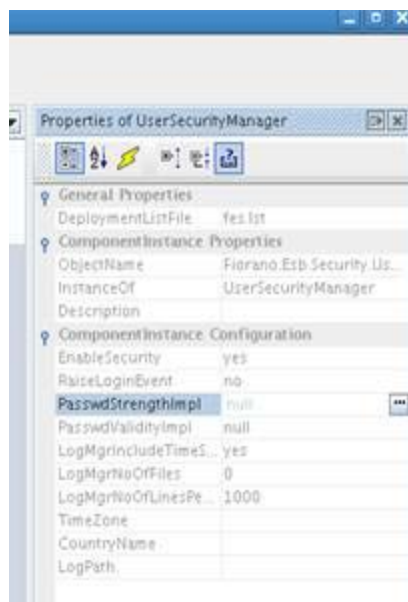 Properties of UserSecurityManager
General Properties
DeploymentListFile fes.lst
ComponentInstance Properties
ObjectName Fiorano.Esb.Security.Us...
InstanceOf UserSecurityManager
Description
ComponentInstance Configuration
EnableSecurity yes
RaiseLoginEvent no
PasswdStrengthImpl null
PasswdValidityImpl null
LogMgrIncludeTimeS... yes
LogMgrNoOfFiles 0
LogMgrNoOfLinesPe... 1000
TimeZone
CountryName
LogPath